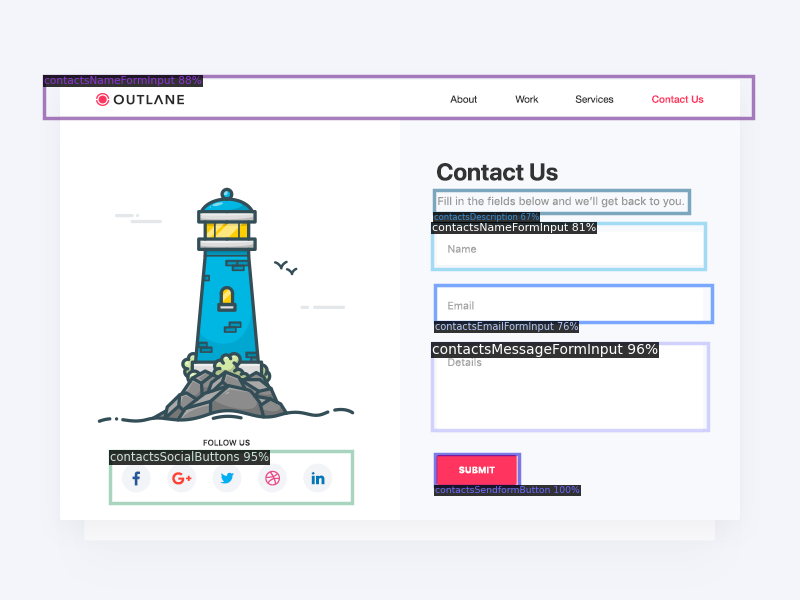 contactsNameFormInput 88%
OUTLANE
About Work Services Contact Us
Contact Us
Fill in the fields below and we'll get back to you.
contactsDescription 67%
contactsNameFormInput 81%
Name
Email
contactsEmailFormInput 76%
contactsMessageFormInput 96%
Details
FOLLOW US
contactsSocialButtons 95%
f G+ in
SUBMIT
contactsSendformButton 100%